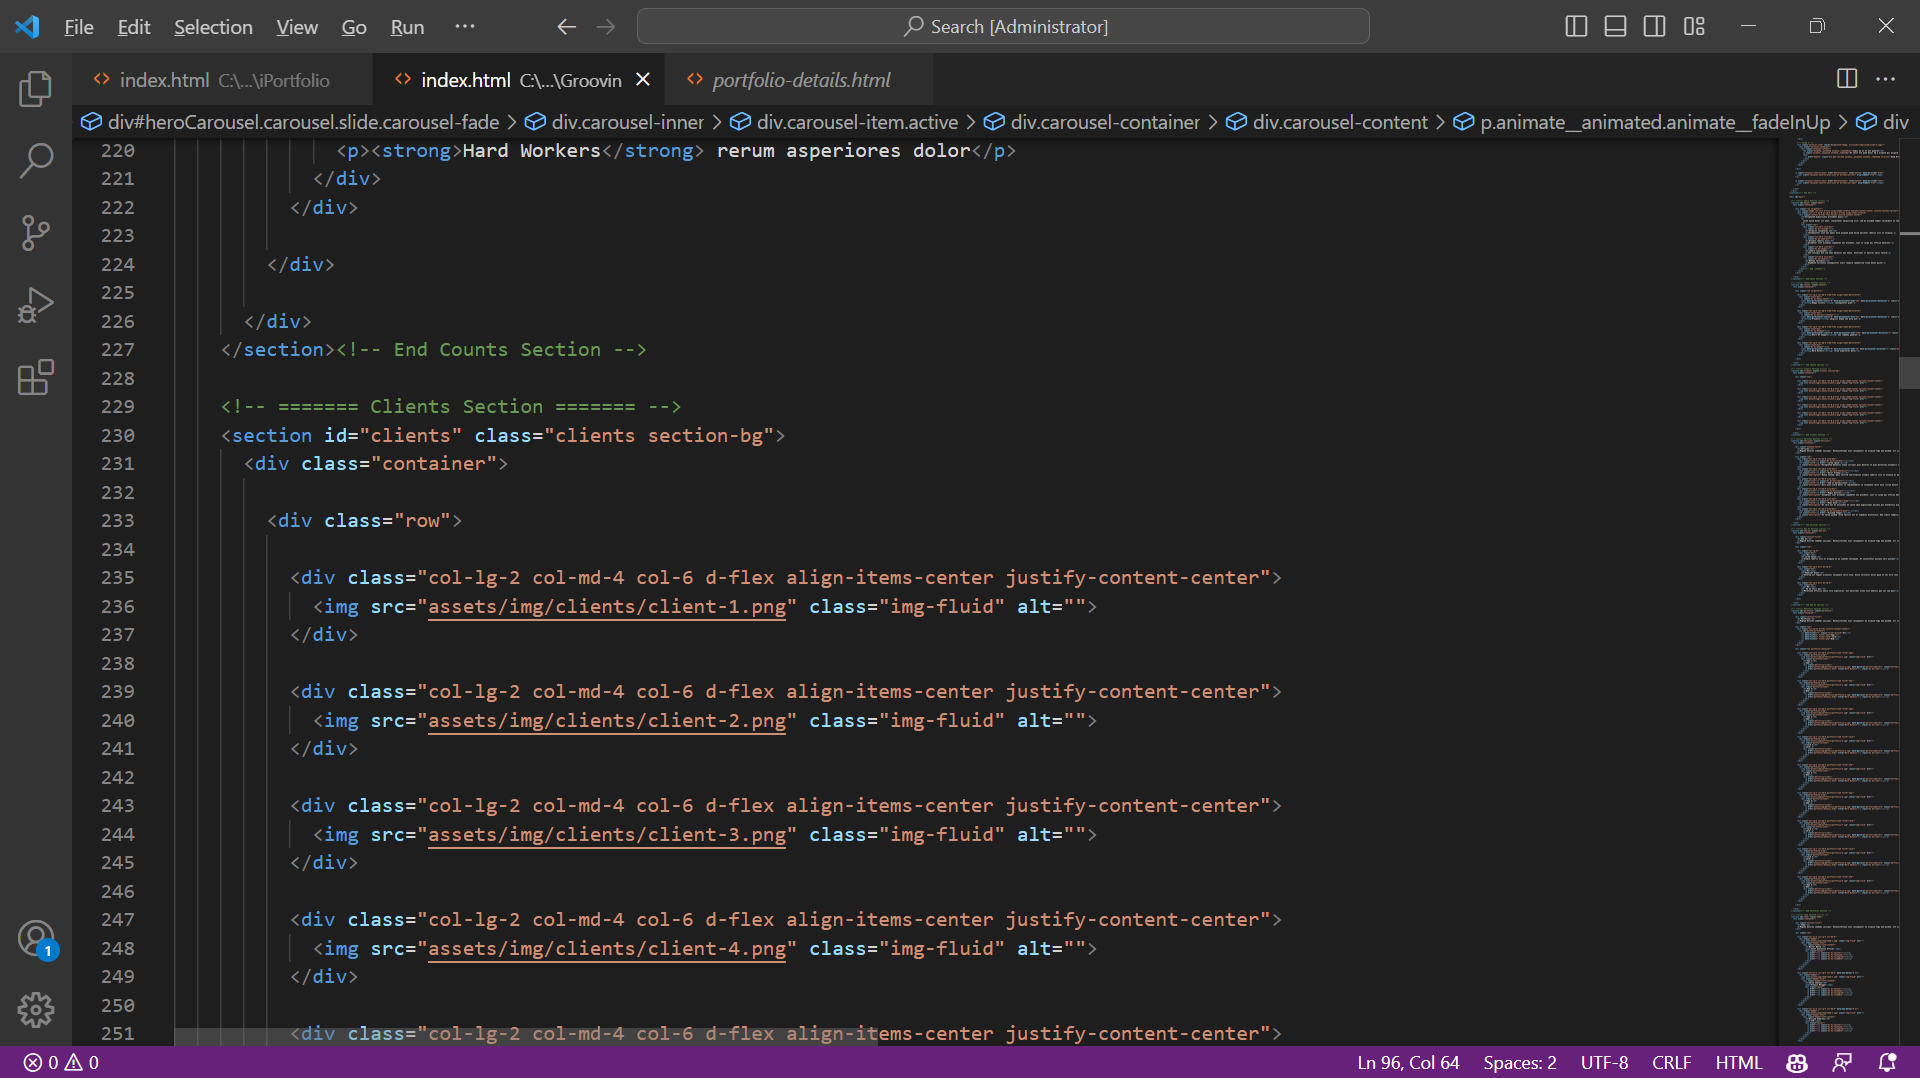 File Edit Selection View Go Run ··· Search [Administrator]
index.html C:\...\iPortfolio index.html C:\...\Groovin portfolio-details.html
div#heroCarousel.carousel.slide.carousel-fade > div.carousel-inner > div.carousel-item.active > div.carousel-container > div.carousel-content > p.animate__animated.animate__fadeInUp > div
220 <p><strong>Hard Workers</strong> rerum asperiores dolor</p>
221 </div>
222 </div>
223
224 </div>
225
226 </div>
227 </section><!-- End Counts Section -->
228
229 <!-- ======= Clients Section ======= -->
230 <section id="clients" class="clients section-bg">
231 <div class="container">
232
233 <div class="row">
234
235 <div class="col-lg-2 col-md-4 col-6 d-flex align-items-center justify-content-center">
236 <img src="assets/img/clients/client-1.png" class="img-fluid" alt="">
237 </div>
238
239 <div class="col-lg-2 col-md-4 col-6 d-flex align-items-center justify-content-center">
240 <img src="assets/img/clients/client-2.png" class="img-fluid" alt="">
241 </div>
242
243 <div class="col-lg-2 col-md-4 col-6 d-flex align-items-center justify-content-center">
244 <img src="assets/img/clients/client-3.png" class="img-fluid" alt="">
245 </div>
246
247 <div class="col-lg-2 col-md-4 col-6 d-flex align-items-center justify-content-center">
248 <img src="assets/img/clients/client-4.png" class="img-fluid" alt="">
249 </div>
250
251 <div class="col-lg-2 col-md-4 col-6 d-flex align-items-center justify-content-center">
1
0 0 Ln 96, Col 64 Spaces: 2 UTF-8 CRLF HTML